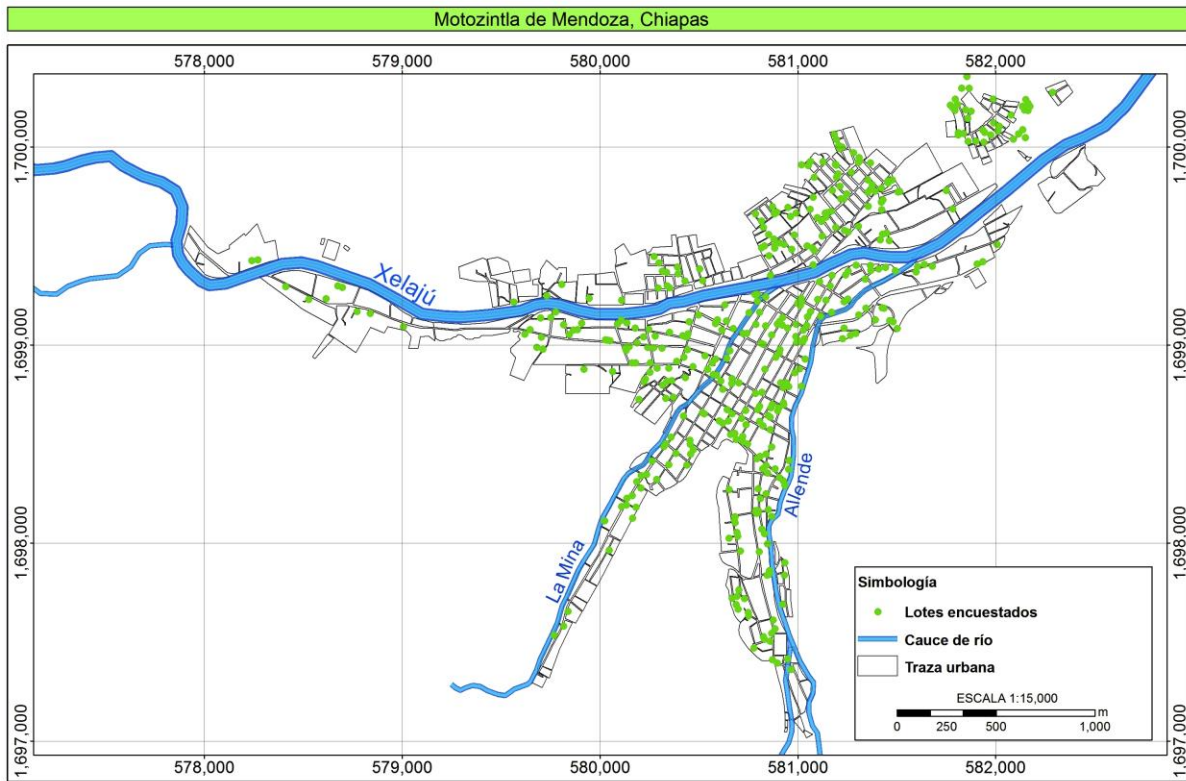 Motozintla de Mendoza, Chiapas
578,000 579,000 580,000 581,000 582,000
1,700,000 1,700,000
Xelajú
1,699,000 1,699,000
Allende
1,698,000 1,698,000
La Mina
Simbología
Lotes encuestados
Cauce de río
Traza urbana
ESCALA 1:15,000
m
0 250 500 1,000
1,697,000 1,697,000
578,000 579,000 580,000 581,000 582,000